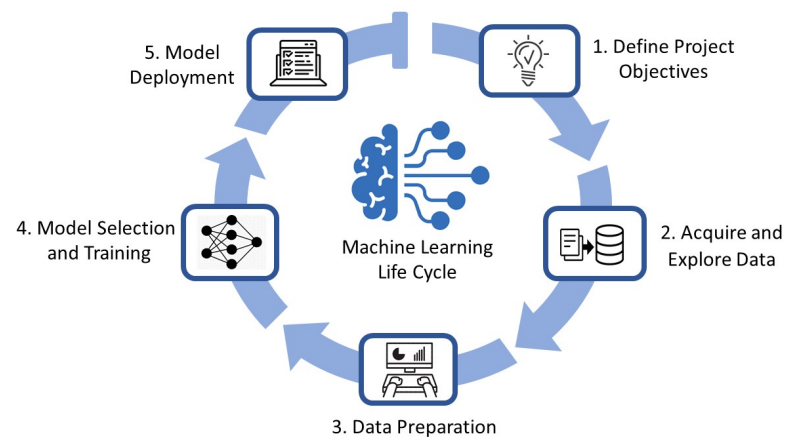 Machine Learning
Life Cycle
1. Define Project
Objectives
2. Acquire and
Explore Data
3. Data Preparation
4. Model Selection
and Training
5. Model
Deployment